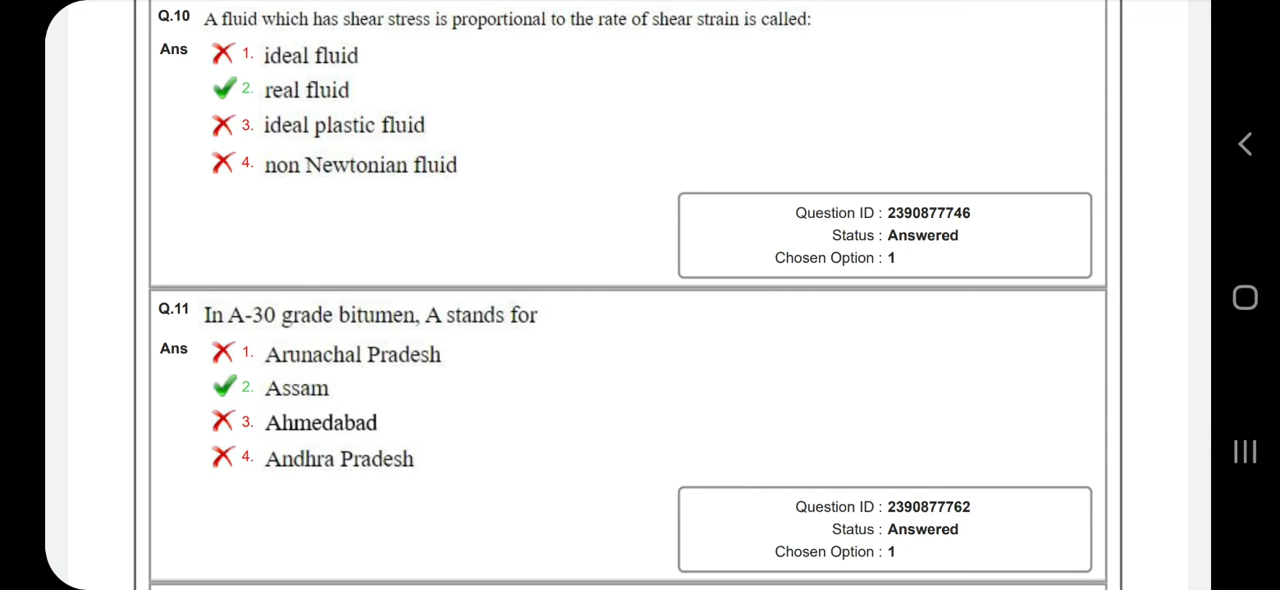 Q.10 A fluid which has shear stress is proportional to the rate of shear strain is called:
Ans 1. ideal fluid
2. real fluid
3. ideal plastic fluid
4. non Newtonian fluid
Question ID : 2390877746
Status : Answered
Chosen Option : 1
Q.11 In A-30 grade bitumen, A stands for
Ans 1. Arunachal Pradesh
2. Assam
3. Ahmedabad
4. Andhra Pradesh
Question ID : 2390877762
Status : Answered
Chosen Option : 1